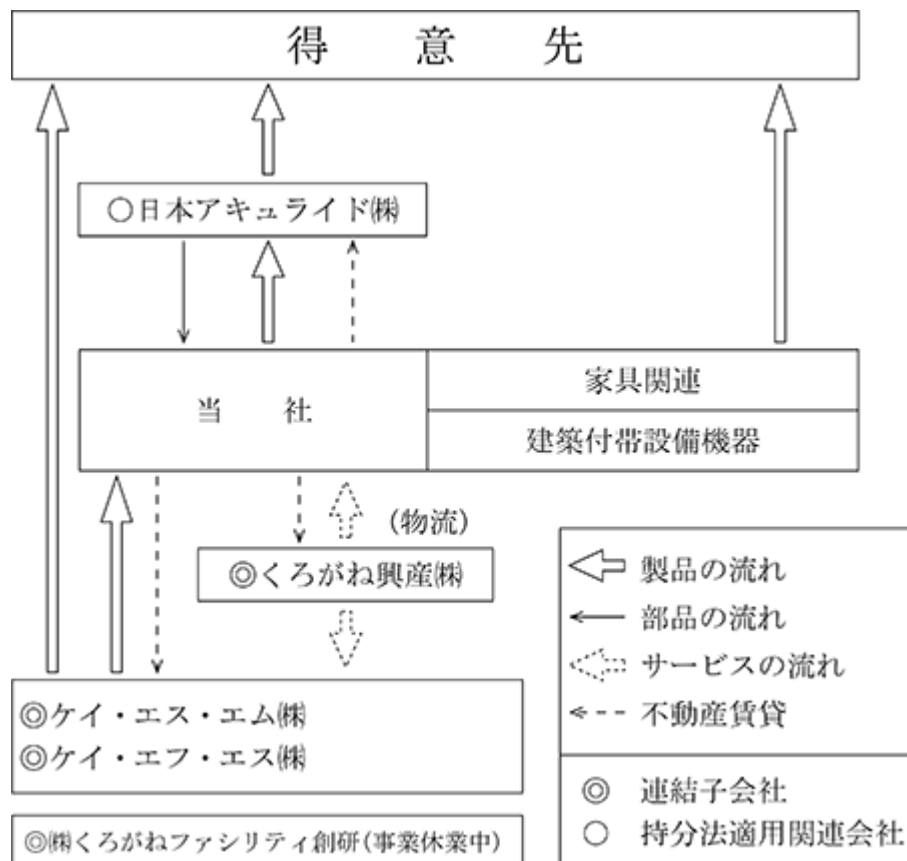 得意先
○日本アキュライド㈱
当社
家具関連
建築付帯設備機器
(物流)
◎くろがね興産㈱
◎ケイ・エス・エム㈱
◎ケイ・エフ・エス㈱
◎㈱くろがねファシリティ創研(事業休業中)
製品の流れ
部品の流れ
サービスの流れ
不動産賃貸
◎ 連結子会社
○ 持分法適用関連会社